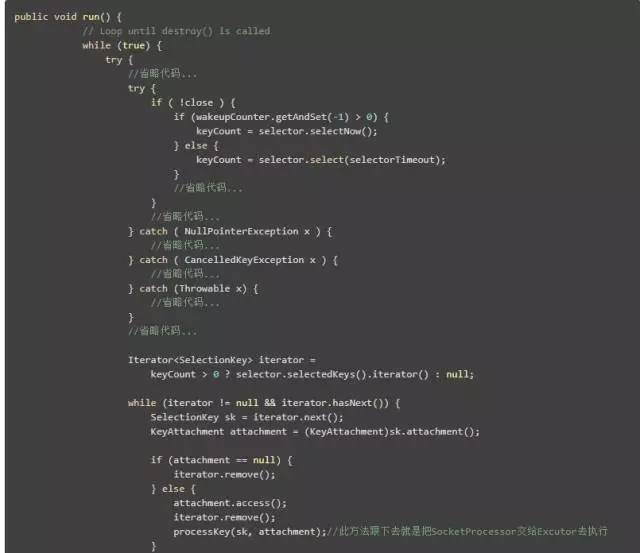 public void run() {
// Loop until destroy() is called
while (true) {
try {
//省略代码...
try {
if ( !close ) {
if (wakeupCounter.getAndSet(-1) > 0) {
keyCount = selector.selectNow();
} else {
keyCount = selector.select(selectorTimeout);
}
//省略代码...
}
//省略代码...
} catch ( NullPointerException x ) {
//省略代码...
} catch ( CancelledKeyException x ) {
//省略代码...
} catch (Throwable x) {
//省略代码...
}
//省略代码...
Iterator<SelectionKey> iterator =
keyCount > 0 ? selector.selectedKeys().iterator() : null;
while (iterator != null && iterator.hasNext()) {
SelectionKey sk = iterator.next();
KeyAttachment attachment = (KeyAttachment)sk.attachment();
if (attachment == null) {
iterator.remove();
} else {
attachment.access();
iterator.remove();
processKey(sk, attachment);//此方法跟下去就是把SocketProcessor交给Excutor去执行
}